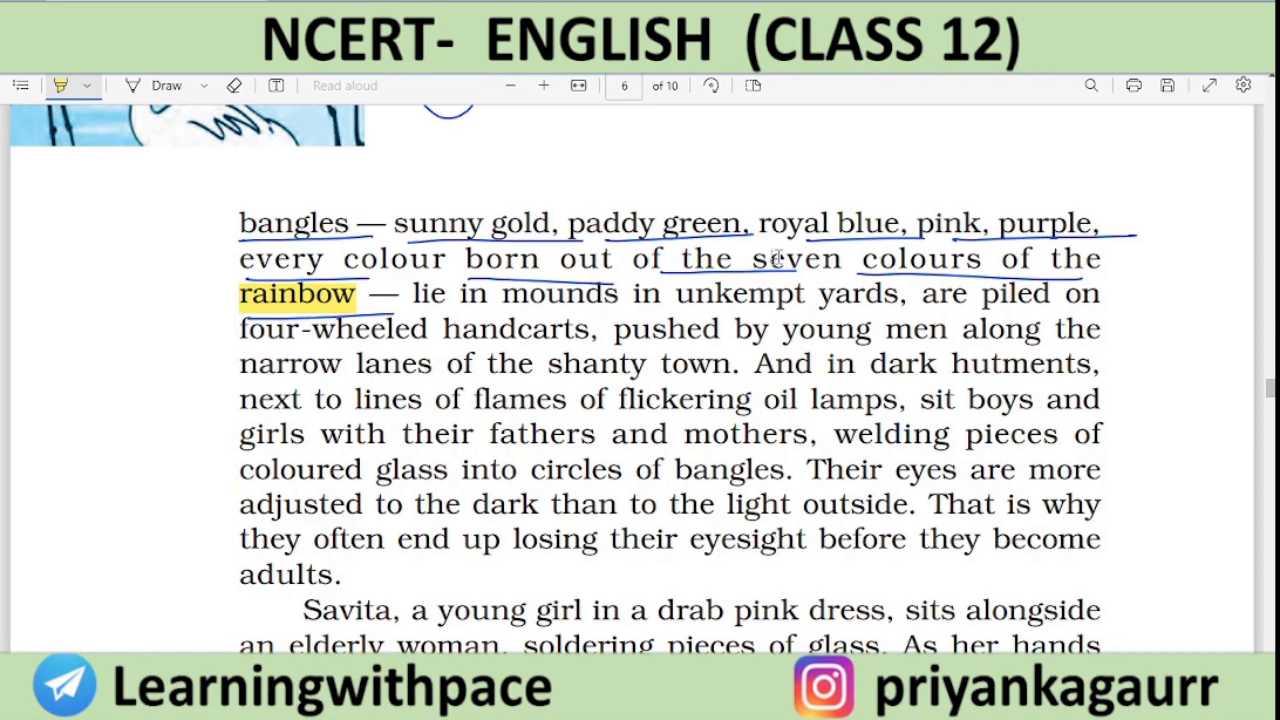 NCERT- ENGLISH (CLASS 12)
Draw Read aloud 6 of 10
bangles — sunny gold, paddy green, royal blue, pink, purple,
every colour born out of the seven colours of the
rainbow — lie in mounds in unkempt yards, are piled on
four-wheeled handcarts, pushed by young men along the
narrow lanes of the shanty town. And in dark hutments,
next to lines of flames of flickering oil lamps, sit boys and
girls with their fathers and mothers, welding pieces of
coloured glass into circles of bangles. Their eyes are more
adjusted to the dark than to the light outside. That is why
they often end up losing their eyesight before they become
adults.
Savita, a young girl in a drab pink dress, sits alongside
an elderly woman, soldering pieces of glass. As her hands
Learningwithpace priyankagaurr